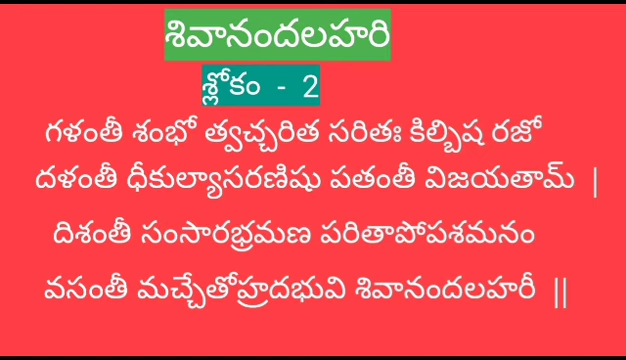 శివానందలహరి
శ్లోకం - 2
గళంతీ శంభో త్వచ్చరిత సరితః కిల్బిష రజో
దళంతీ ధీకుల్యాసరణిషు పతంతీ విజయతామ్ |
దిశంతీ సంసారభ్రమణ పరితాపోపశమనం
వసంతీ మచ్చేతోహ్రదభువి శివానందలహరీ ||